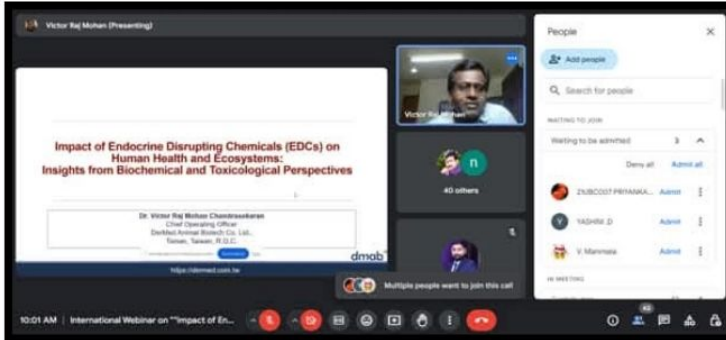 Victor Raj Mohan (Presenting)
Impact of Endocrine Disrupting Chemicals (EDCs) on
Human Health and Ecosystems:
Insights from Biochemical and Toxicological Perspectives
Dr. Victor Raj Mohan Chandrasekaran
Chief Operating Officer
DerMed Animal Biotech Co. Ltd.,
Tainan, Taiwan, R.O.C.
dmab
https://dermed.com.tw
Victor Raj Mohan
n
40 others
Multiple people want to join this call
People
Add people
Search for people
WAITING TO JOIN
Waiting to be admitted
3
Deny all
Admit all
PRIYANKA...
Admit
Y
YASHINI .D
Admit
V. Manimala
Admit
IN MEETING
10:01 AM
International Webinar on "Impact of En...